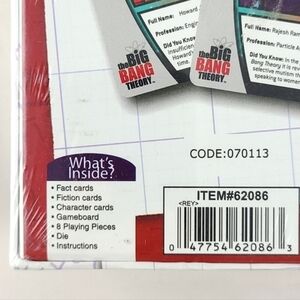 Full Name: Howard
Profession: Engin
Did You Know:
Insufficien
Howard's
time.
the BIG
BANG
THEORY
Full Name: Rajesh Ram
Profession: Particle
Did You Know: In the
Bang Theory it is rev
selective mutism
speaking to women
the BIG
BANG
THEORY
CODE:070113
What's
Inside?
• Fact cards
• Fiction cards
• Character cards
• Gameboard
• 8 Playing Pieces
• Die
• Instructions
ITEM#62086
<REY>
0 47754 62086 3